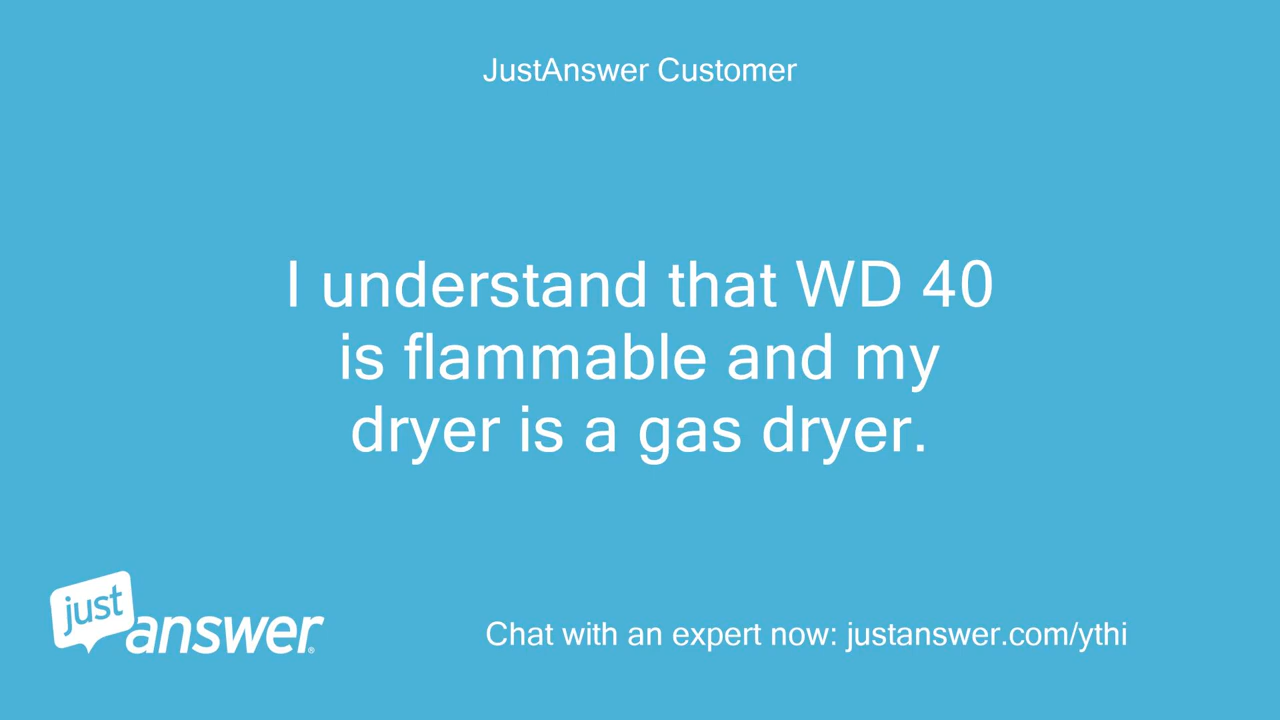 JustAnswer Customer
I understand that WD 40
is flammable and my
dryer is a gas dryer.
just
answer®
Chat with an expert now: justanswer.com/ythi